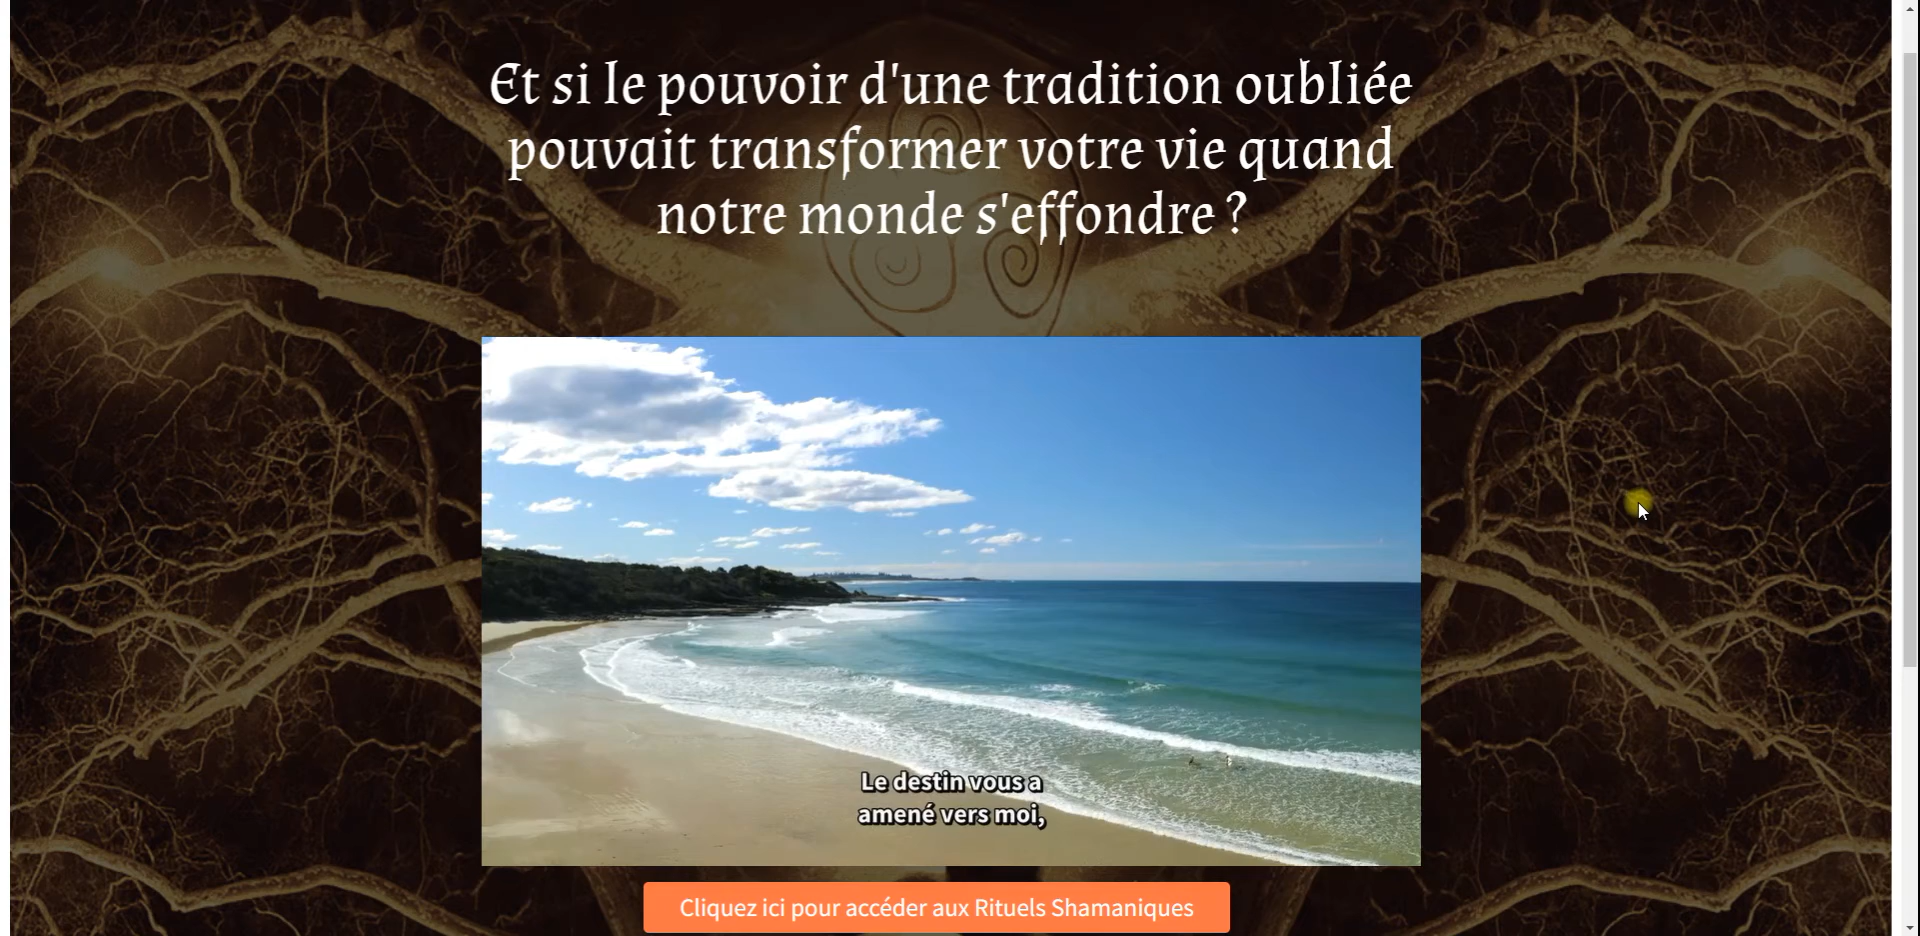 Et si le pouvoir d'une tradition oubliée
pouvait transformer votre vie quand
notre monde s'effondre ?
Le destin vous a
amené vers moi,
Cliquez ici pour accéder aux Rituels Shamaniques